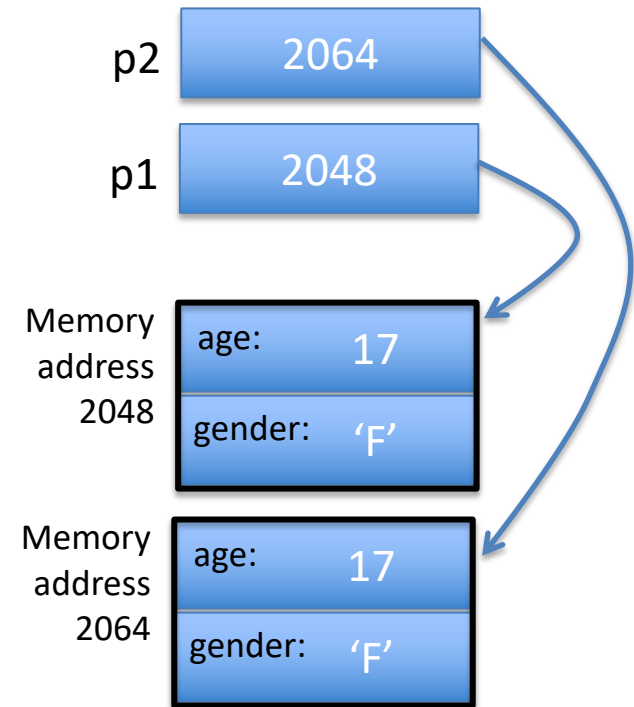 p2 2064
p1 2048
Memory address 2048
age: 17
gender: ‘F’
Memory address 2064
age: 17
gender: ‘F’